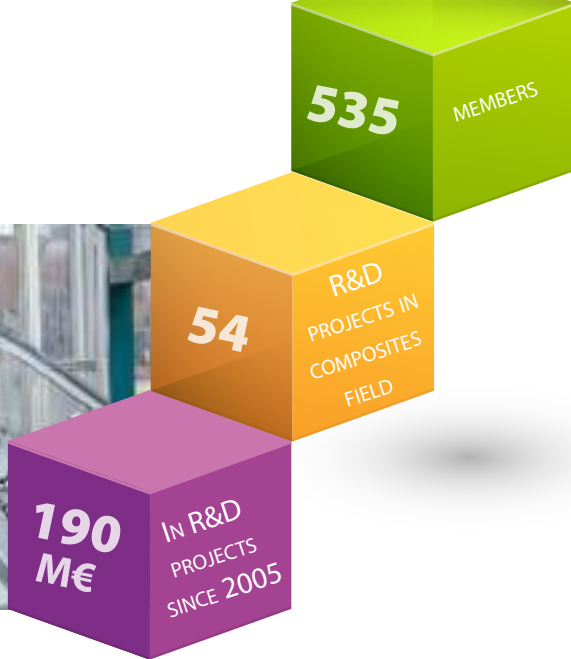 535
MEMBERS
54
R&D
PROJECTS IN
COMPOSITES
FIELD
190
M€
IN R&D
PROJECTS
SINCE 2005